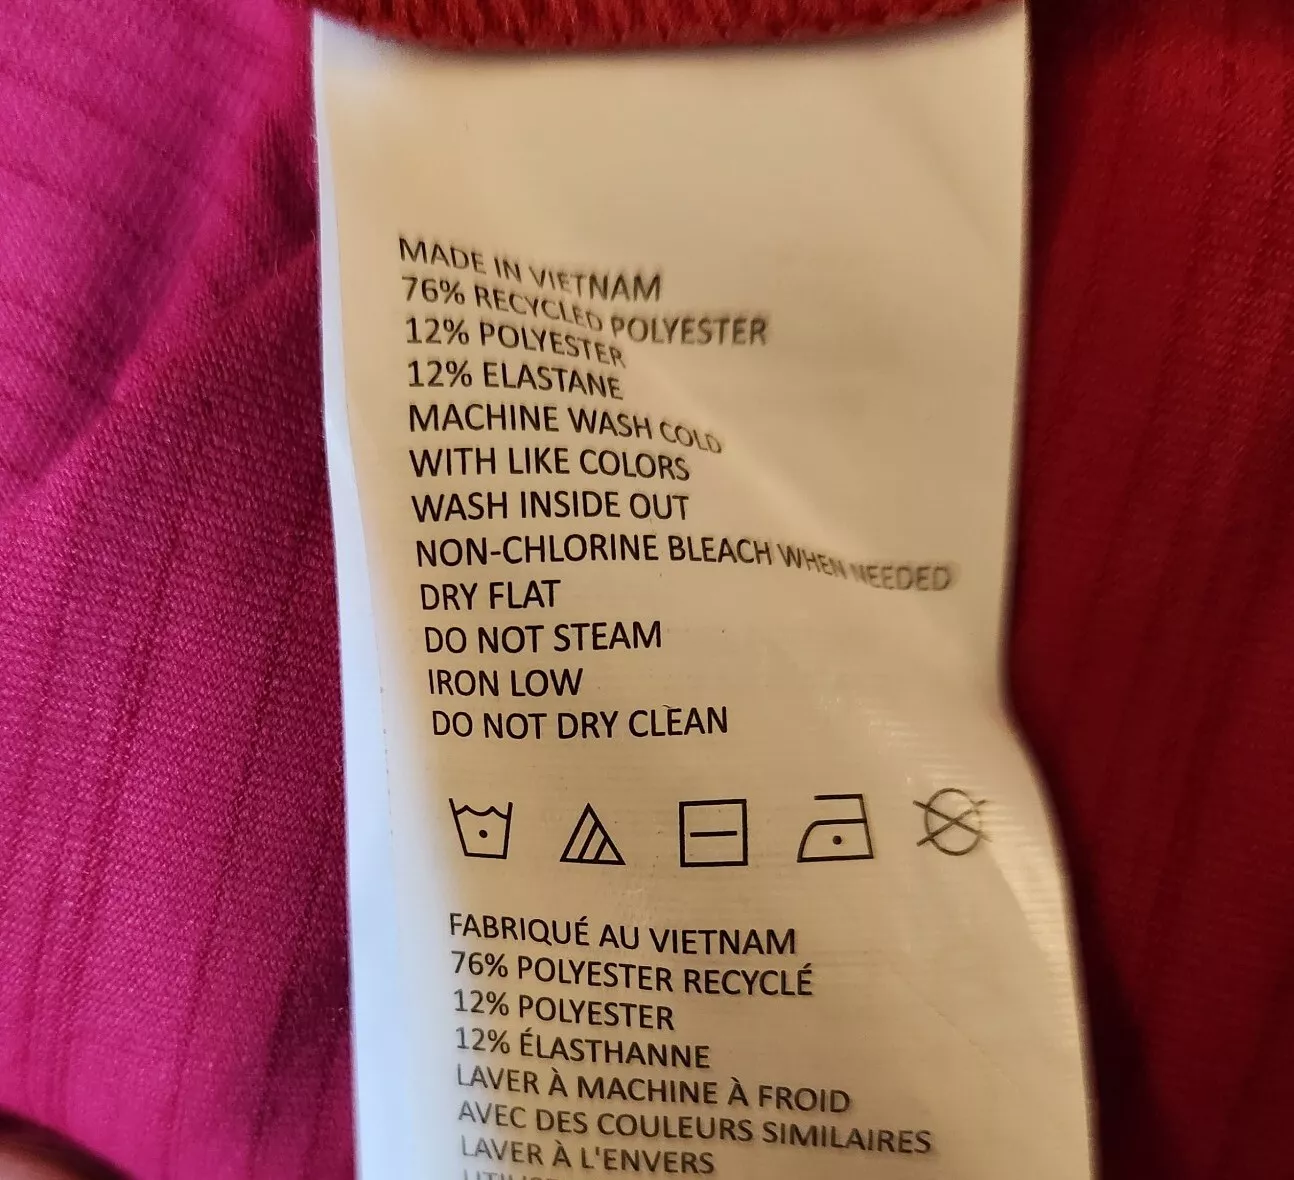 MADE IN VIETNAM
76% RECYCLED POLYESTER
12% POLYESTER
12% ELASTANE
MACHINE WASH COLD
WITH LIKE COLORS
WASH INSIDE OUT
NON-CHLORINE BLEACH WHEN NEEDED
DRY FLAT
DO NOT STEAM
IRON LOW
DO NOT DRY CLEAN
FABRIQUÉ AU VIETNAM
76% POLYESTER RECYCLÉ
12% POLYESTER
12% ÉLASTHANNE
LAVER À MACHINE À FROID
AVEC DES COULEURS SIMILAIRES
LAVER À L'ENVERS